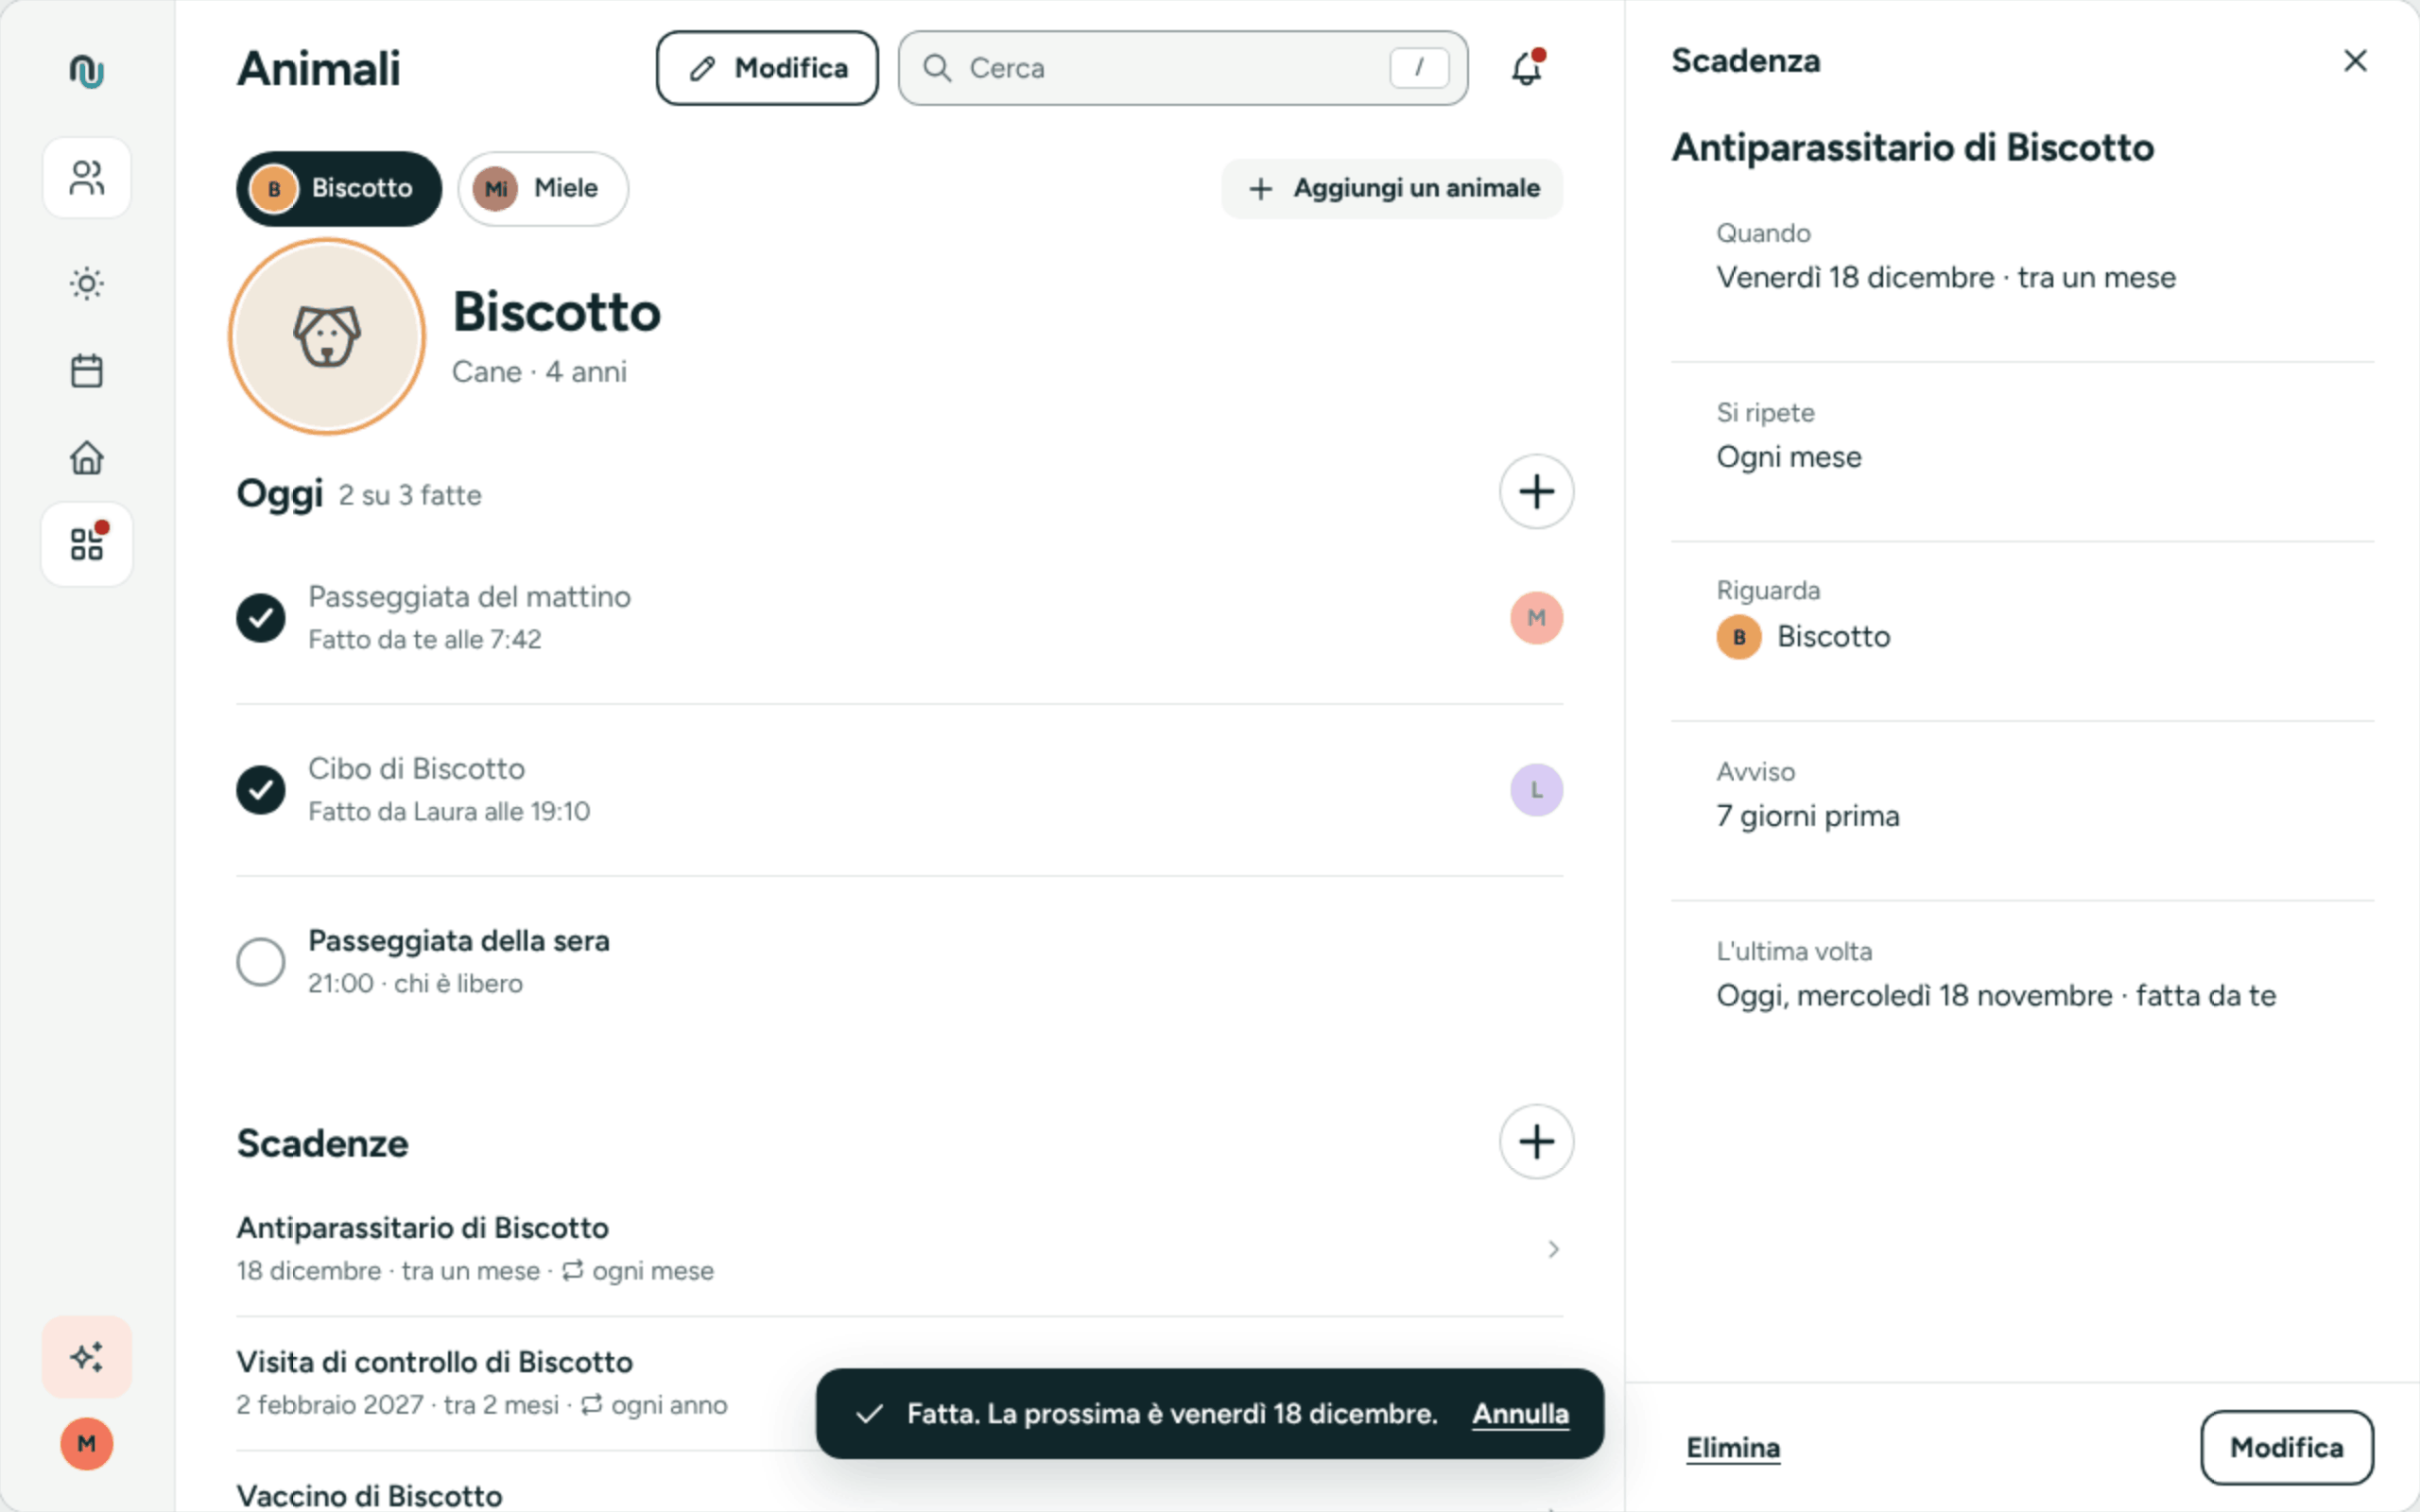 Animali
Modifica
Cerca
/
B Biscotto
Mi Miele
+ Aggiungi un animale
Biscotto
Cane · 4 anni
Oggi 2 su 3 fatte
Passeggiata del mattino
Fatto da te alle 7:42
M
Cibo di Biscotto
Fatto da Laura alle 19:10
L
Passeggiata della sera
21:00 · chi è libero
Scadenze
Antiparassitario di Biscotto
18 dicembre · tra un mese · ogni mese
Visita di controllo di Biscotto
2 febbraio 2027 · tra 2 mesi · ogni anno
Vaccino di Biscotto
Fatta. La prossima è venerdì 18 dicembre. Annulla
M
Scadenza
Antiparassitario di Biscotto
Quando
Venerdì 18 dicembre · tra un mese
Si ripete
Ogni mese
Riguarda
B Biscotto
Avviso
7 giorni prima
L'ultima volta
Oggi, mercoledì 18 novembre · fatta da te
Elimina
Modifica